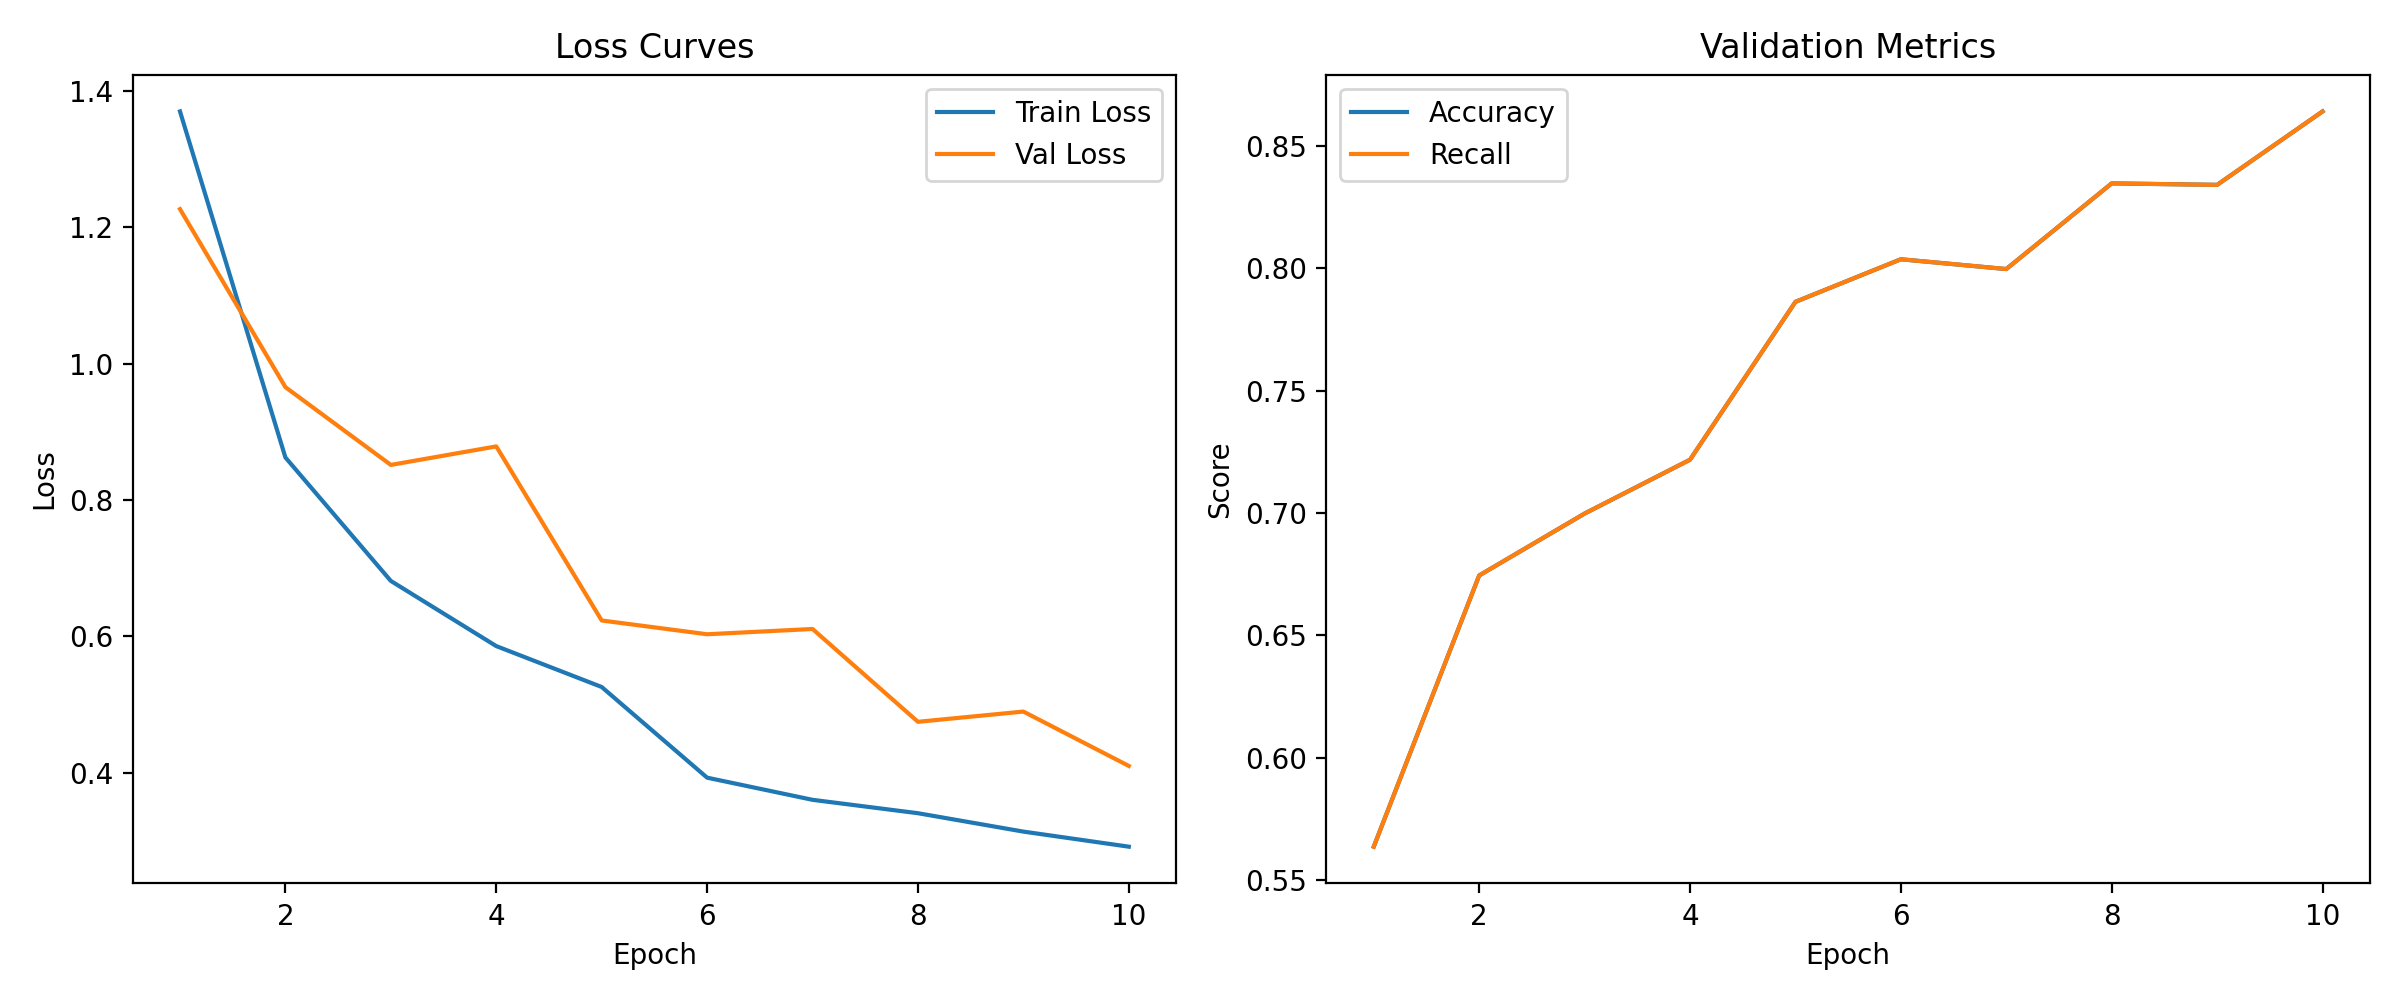 Loss Curves
1.4
1.2
1.0
0.8
0.6
0.4
Loss
Train Loss
Val Loss
2 4 6 8 10
Epoch
Validation Metrics
0.85
0.80
0.75
0.70
0.65
0.60
0.55
Score
Accuracy
Recall
2 4 6 8 10
Epoch